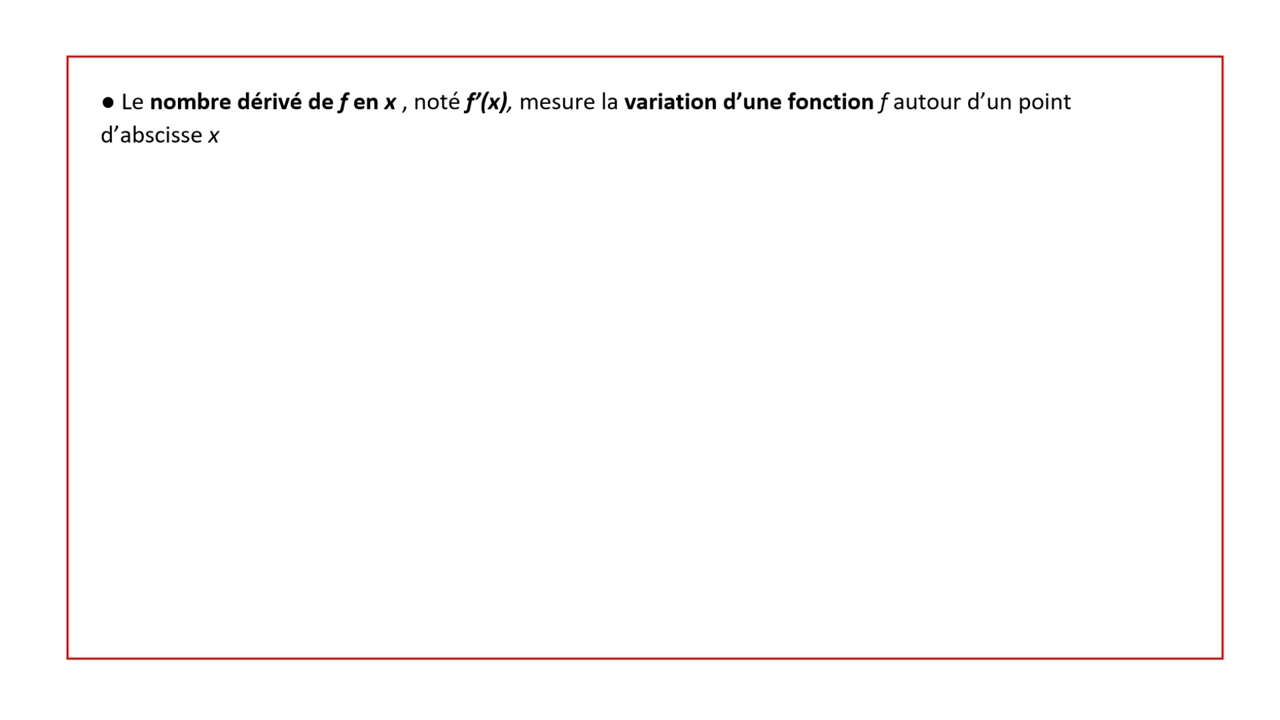 ● Le nombre dérivé de f en x , noté f’(x), mesure la variation d’une fonction f autour d’un point
d’abscisse x